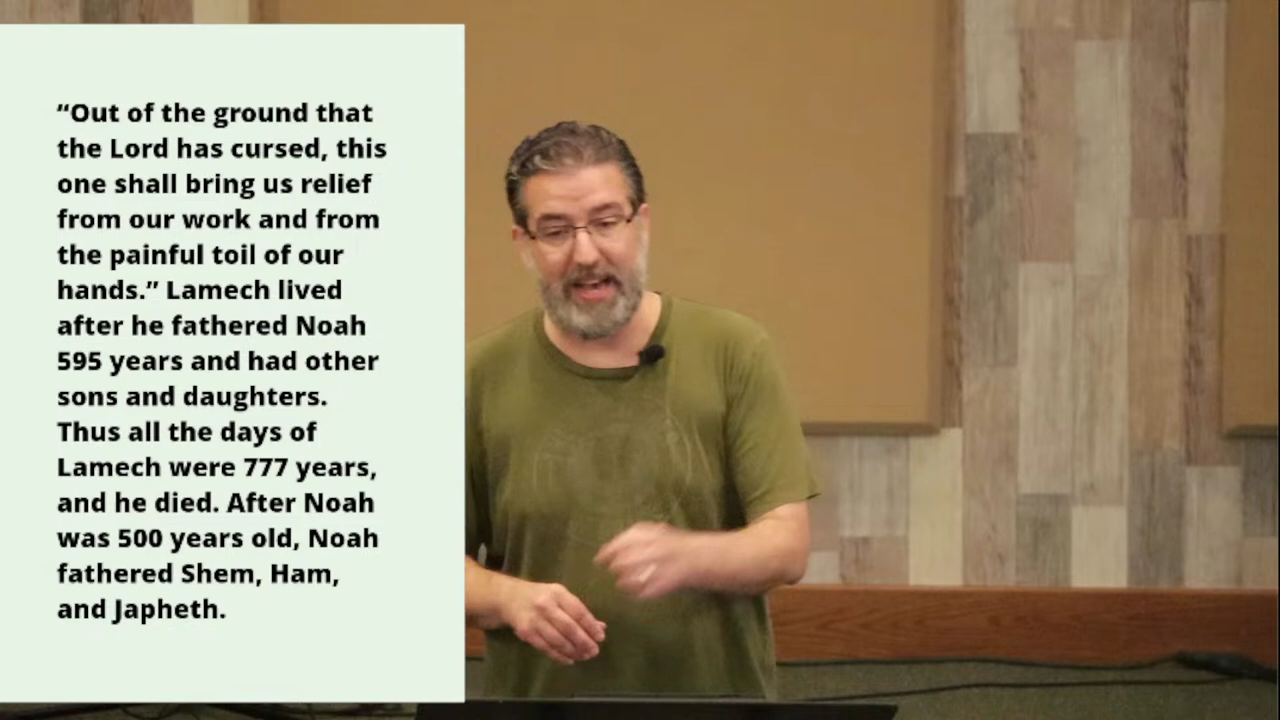 “Out of the ground that
the Lord has cursed, this
one shall bring us relief
from our work and from
the painful toil of our
hands.” Lamech lived
after he fathered Noah
595 years and had other
sons and daughters.
Thus all the days of
Lamech were 777 years,
and he died. After Noah
was 500 years old, Noah
fathered Shem, Ham,
and Japheth.